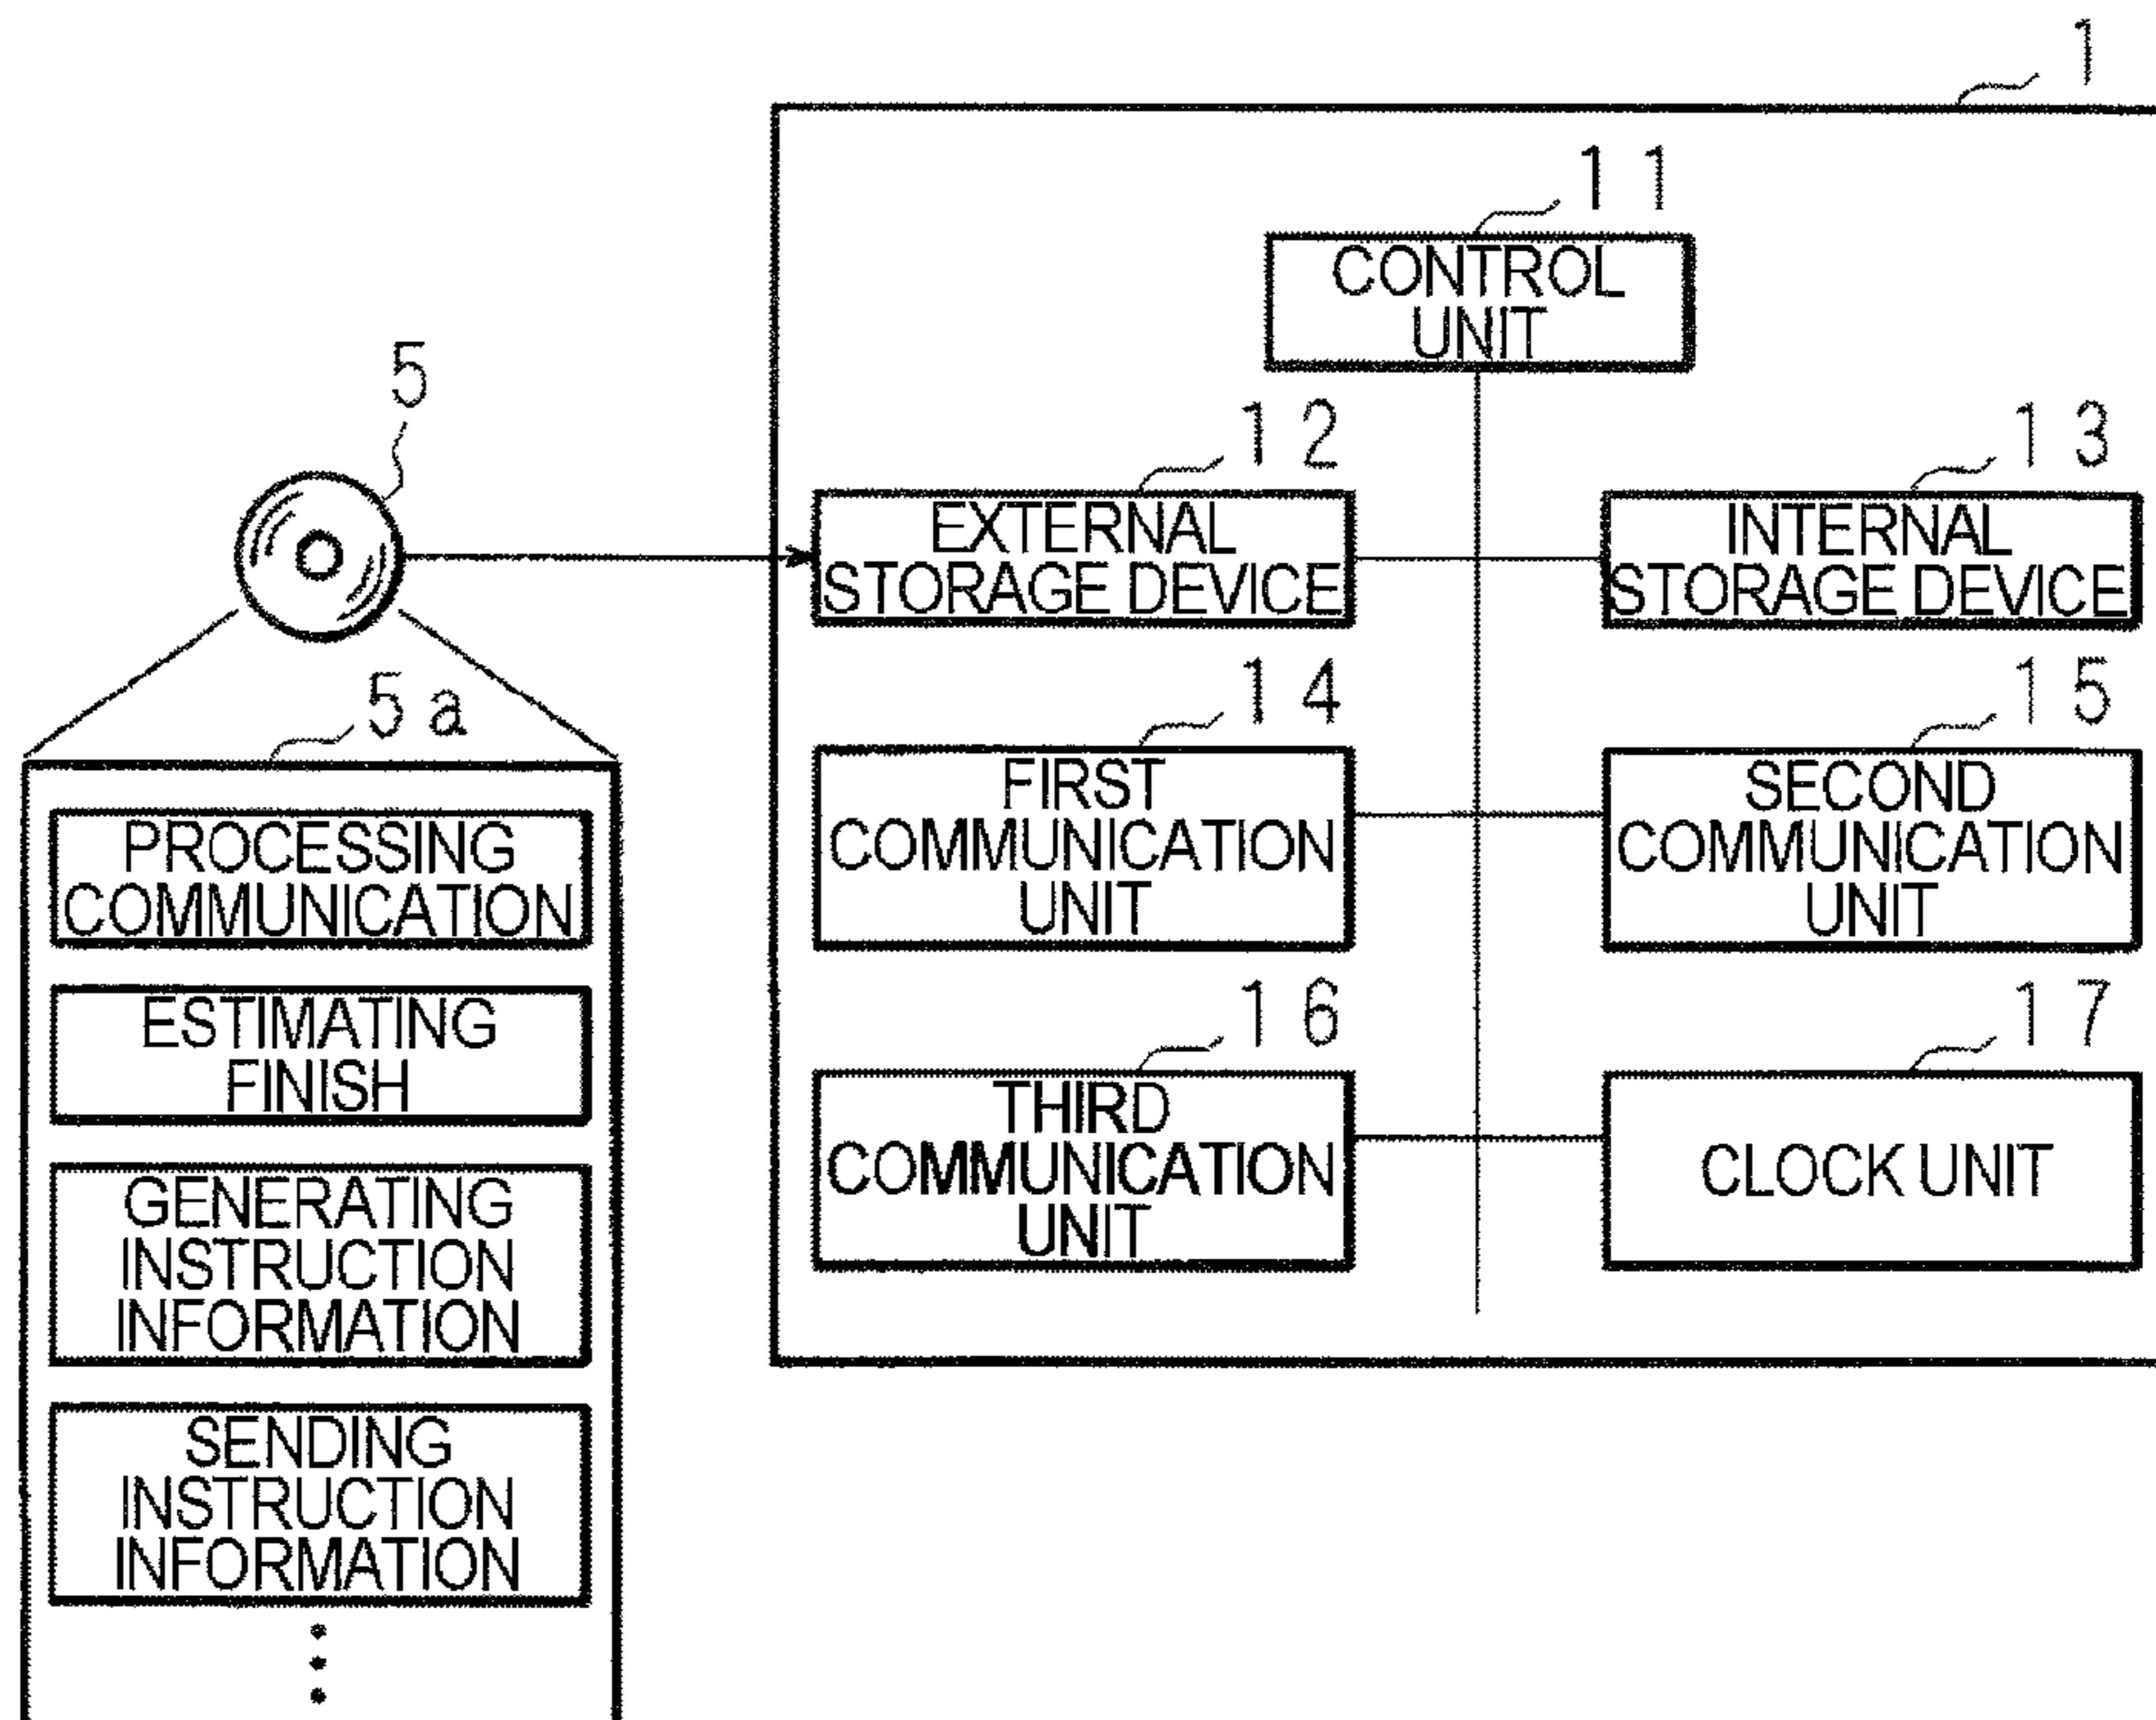 1
11
CONTROL
UNIT
5
12
EXTERNAL
STORAGE DEVICE
13
INTERNAL
STORAGE DEVICE
5a
PROCESSING
COMMUNICATION
ESTIMATING
FINISH
GENERATING
INSTRUCTION
INFORMATION
SENDING
INSTRUCTION
INFORMATION
14
FIRST
COMMUNICATION
UNIT
15
SECOND
COMMUNICATION
UNIT
16
THIRD
COMMUNICATION
UNIT
17
CLOCK UNIT